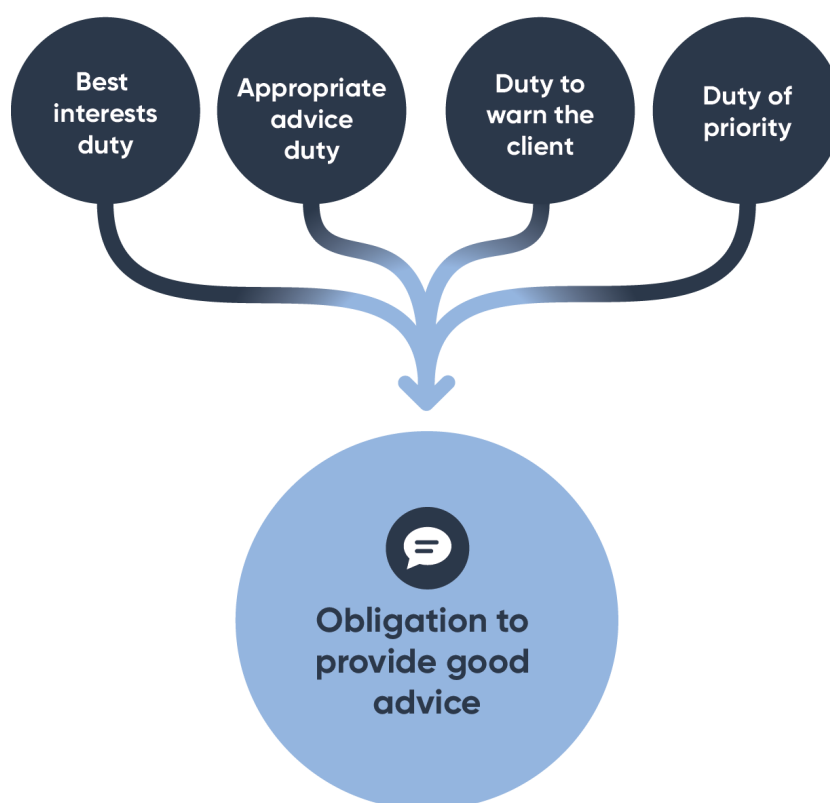 Best
interests
duty
Appropriate
advice
duty
Duty to
warn the
client
Duty of
priority
Obligation to
provide good
advice